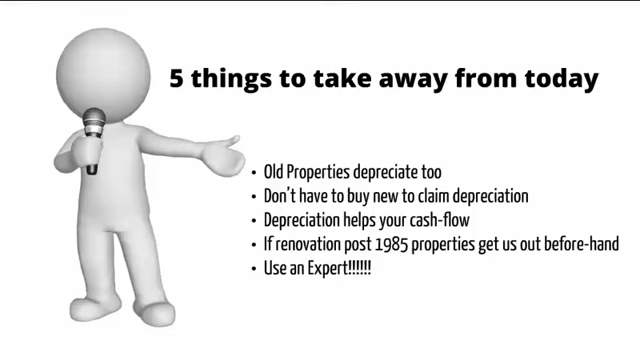 5 things to take away from today
• Old Properties depreciate too
• Don't have to buy new to claim depreciation
• Depreciation helps your cash-flow
• If renovation post 1985 properties get us out before-hand
• Use an Expert!!!!!!